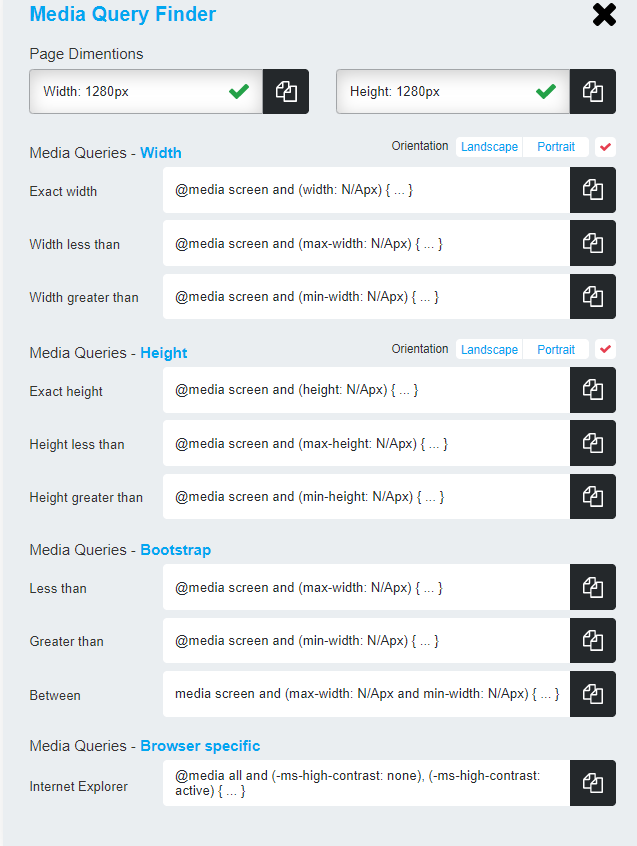 Media Query Finder
Page Dimentions
Width: 1280px
Height: 1280px
Media Queries - Width
Orientation Landscape Portrait
Exact width
@media screen and (width: N/Apx) { ... }
Width less than
@media screen and (max-width: N/Apx) { ... }
Width greater than
@media screen and (min-width: N/Apx) { ... }
Media Queries - Height
Orientation Landscape Portrait
Exact height
@media screen and (height: N/Apx) { ... }
Height less than
@media screen and (max-height: N/Apx) { ... }
Height greater than
@media screen and (min-height: N/Apx) { ... }
Media Queries - Bootstrap
Less than
@media screen and (max-width: N/Apx) { ... }
Greater than
@media screen and (min-width: N/Apx) { ... }
Between
media screen and (max-width: N/Apx and min-width: N/Apx) { ... }
Media Queries - Browser specific
Internet Explorer
@media all and (-ms-high-contrast: none), (-ms-high-contrast:
active) { ... }